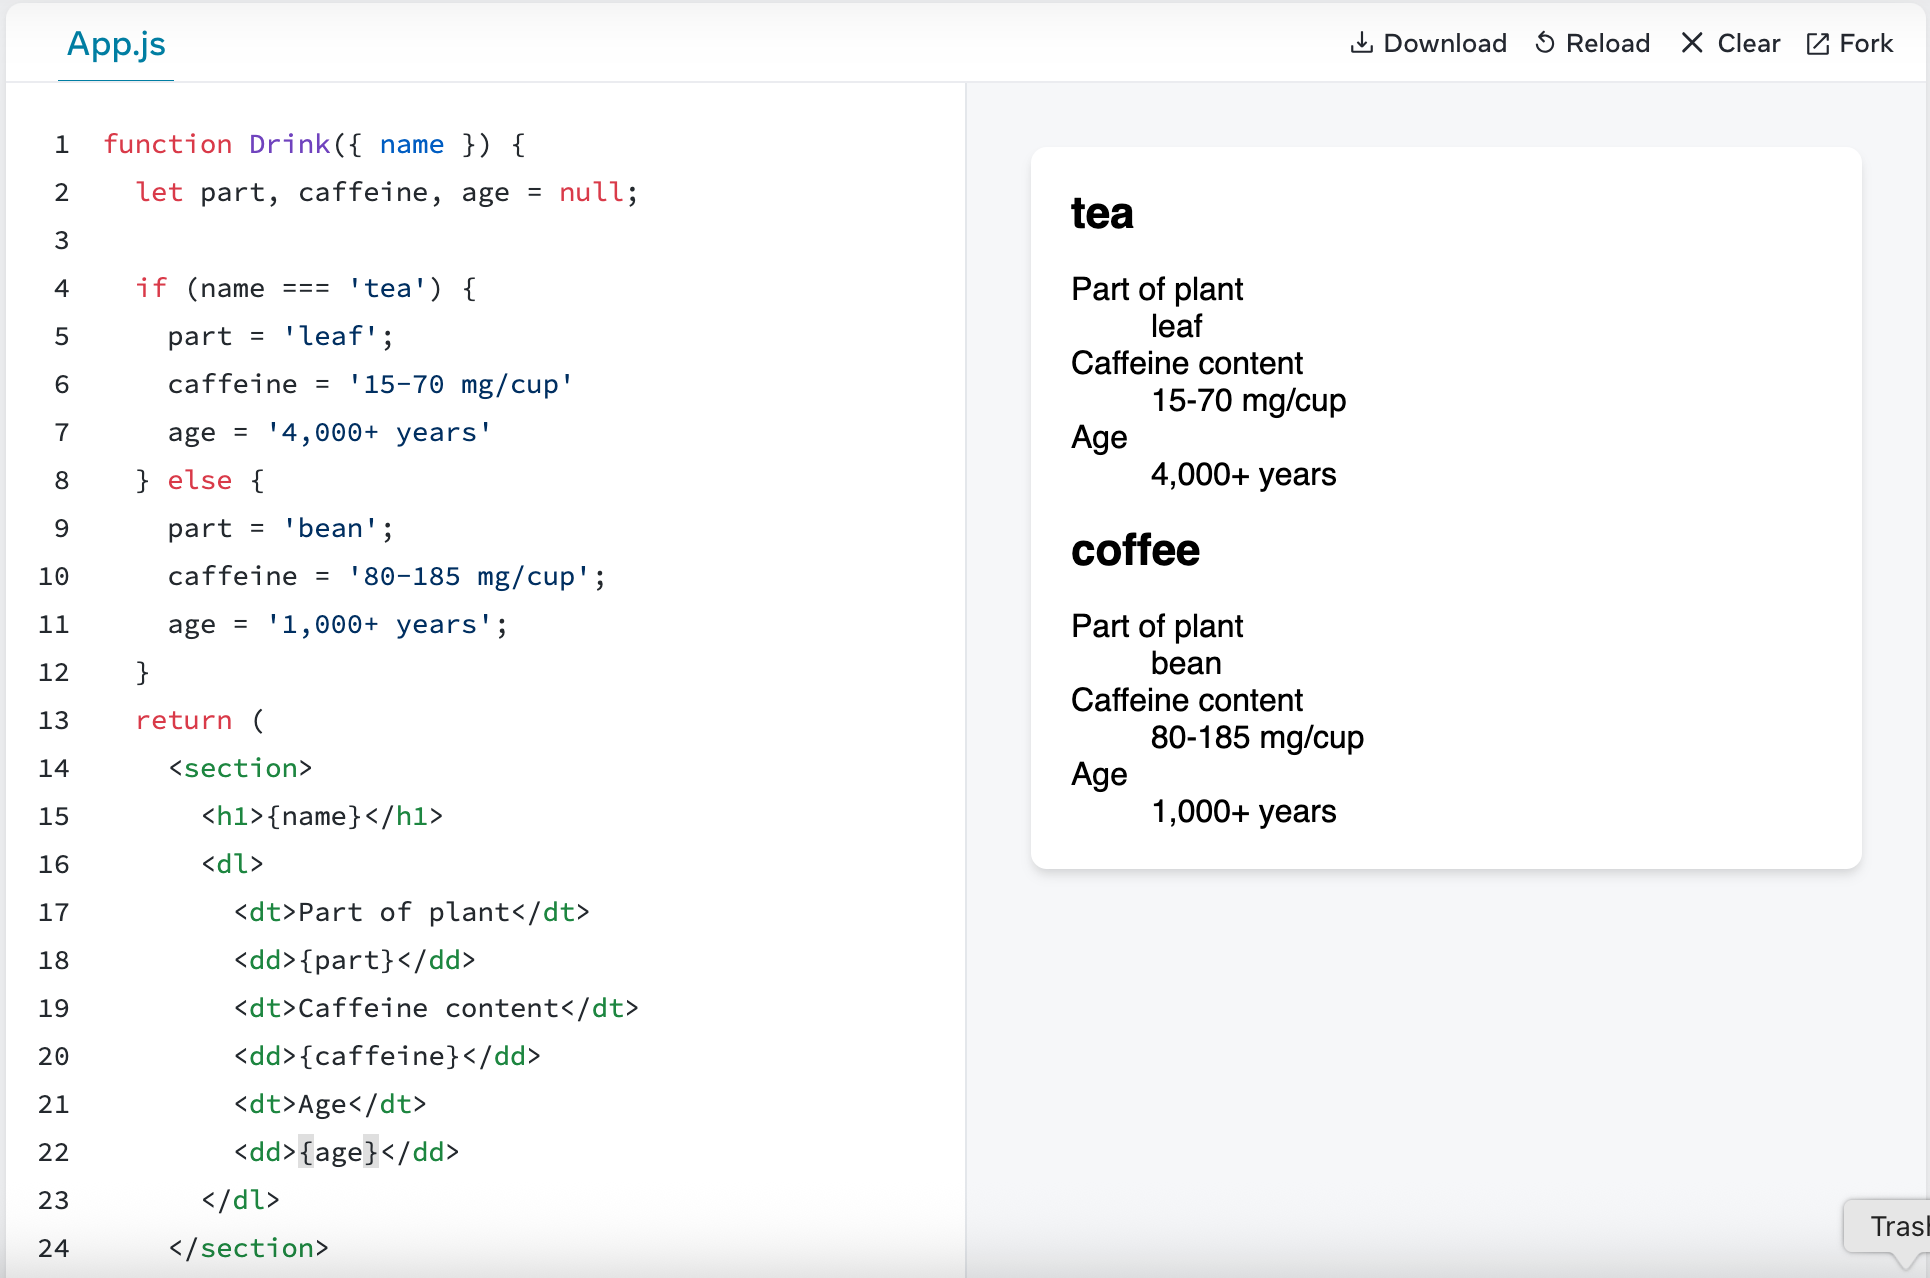 App.js
Download Reload Clear Fork
1 function Drink({ name }) {
2 let part, caffeine, age = null;
3
4 if (name === 'tea') {
5 part = 'leaf';
6 caffeine = '15-70 mg/cup'
7 age = '4,000+ years'
8 } else {
9 part = 'bean';
10 caffeine = '80-185 mg/cup';
11 age = '1,000+ years';
12 }
13 return (
14 <section>
15 <h1>{name}</h1>
16 <dl>
17 <dt>Part of plant</dt>
18 <dd>{part}</dd>
19 <dt>Caffeine content</dt>
20 <dd>{caffeine}</dd>
21 <dt>Age</dt>
22 <dd>{age}</dd>
23 </dl>
24 </section>
tea
Part of plant
leaf
Caffeine content
15-70 mg/cup
Age
4,000+ years
coffee
Part of plant
bean
Caffeine content
80-185 mg/cup
Age
1,000+ years